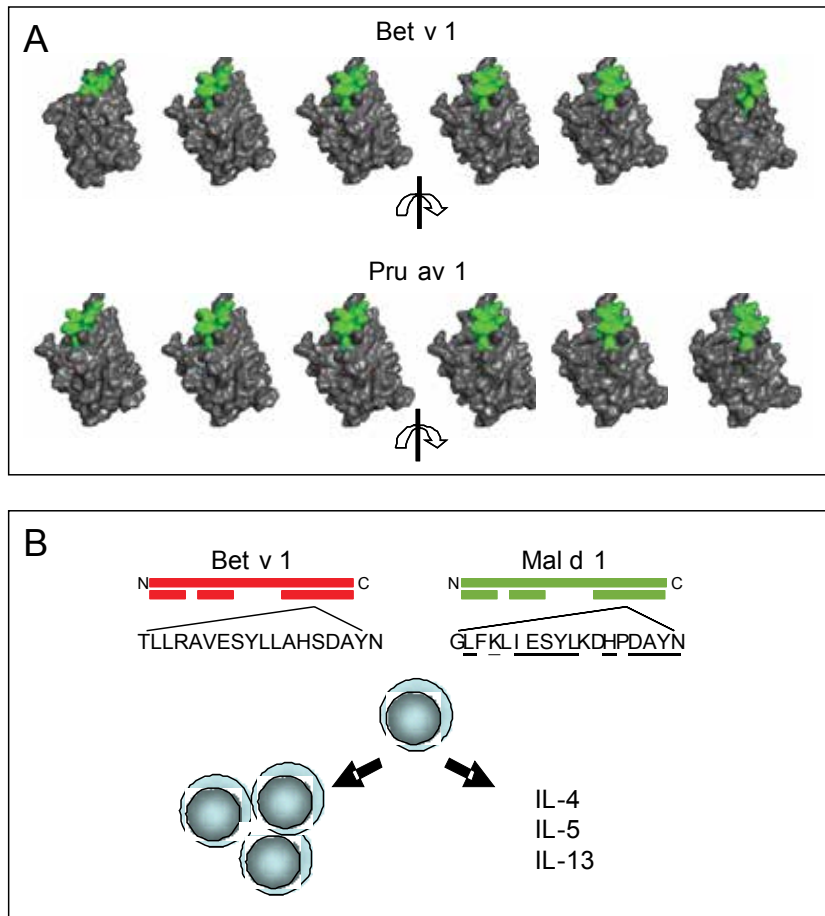 A
Bet v 1
Pru av 1
B
Bet v 1
Mal d 1
N C
N C
TLLRAVESYLLAHSDAYN
GLFKLIESYLKDHPDAYN
IL-4
IL-5
IL-13